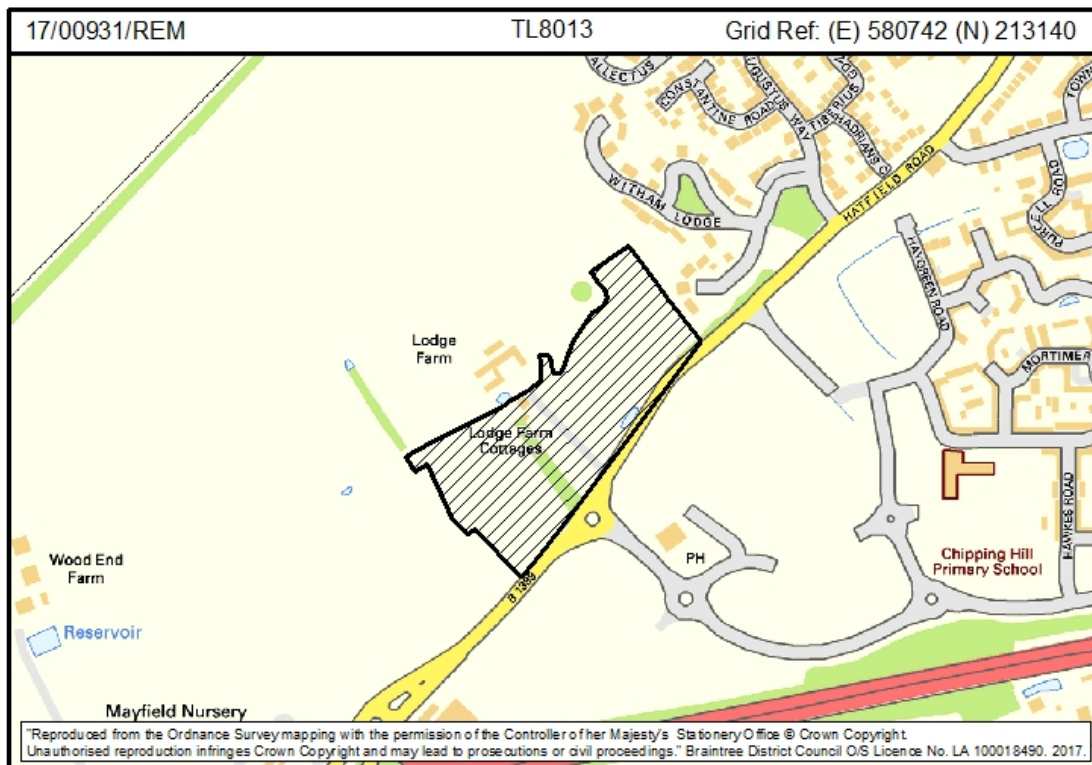 17/00931/REM
TL8013
Grid Ref: (E) 580742 (N) 213140
ALLECTUS
CONSTANTINE ROAD
AUGUSTUS WAY
HADRIANS C
TOWN
PURCELL ROAD
WITHAM LODGE
HATFIELD ROAD
HAYGREEN ROAD
MORTIMER
Lodge
Farm
Lodge Farm
Cottages
HAWKES ROAD
Wood End
Farm
PH
Chipping Hill
Primary School
B 1389
Reservoir
Mayfield Nursery
"Reproduced from the Ordnance Survey mapping with the permission of the Controller of her Majesty's Stationery Office © Crown Copyright.
Unauthorised reproduction infringes Crown Copyright and may lead to prosecutions or civil proceedings." Braintree District Council O/S Licence No. LA 100018490. 2017.